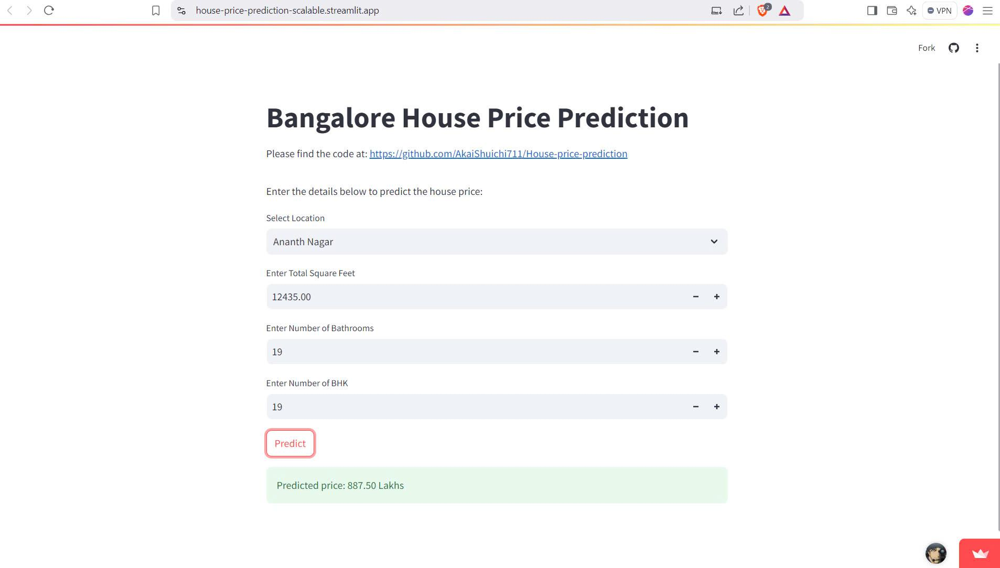 house-price-prediction-scalable.streamlit.app
2
VPN
Fork
Bangalore House Price Prediction
Please find the code at: https://github.com/AkaiShuichi711/House-price-prediction
Enter the details below to predict the house price:
Select Location
Ananth Nagar
Enter Total Square Feet
12435.00
Enter Number of Bathrooms
19
Enter Number of BHK
19
Predict
Predicted price: 887.50 Lakhs